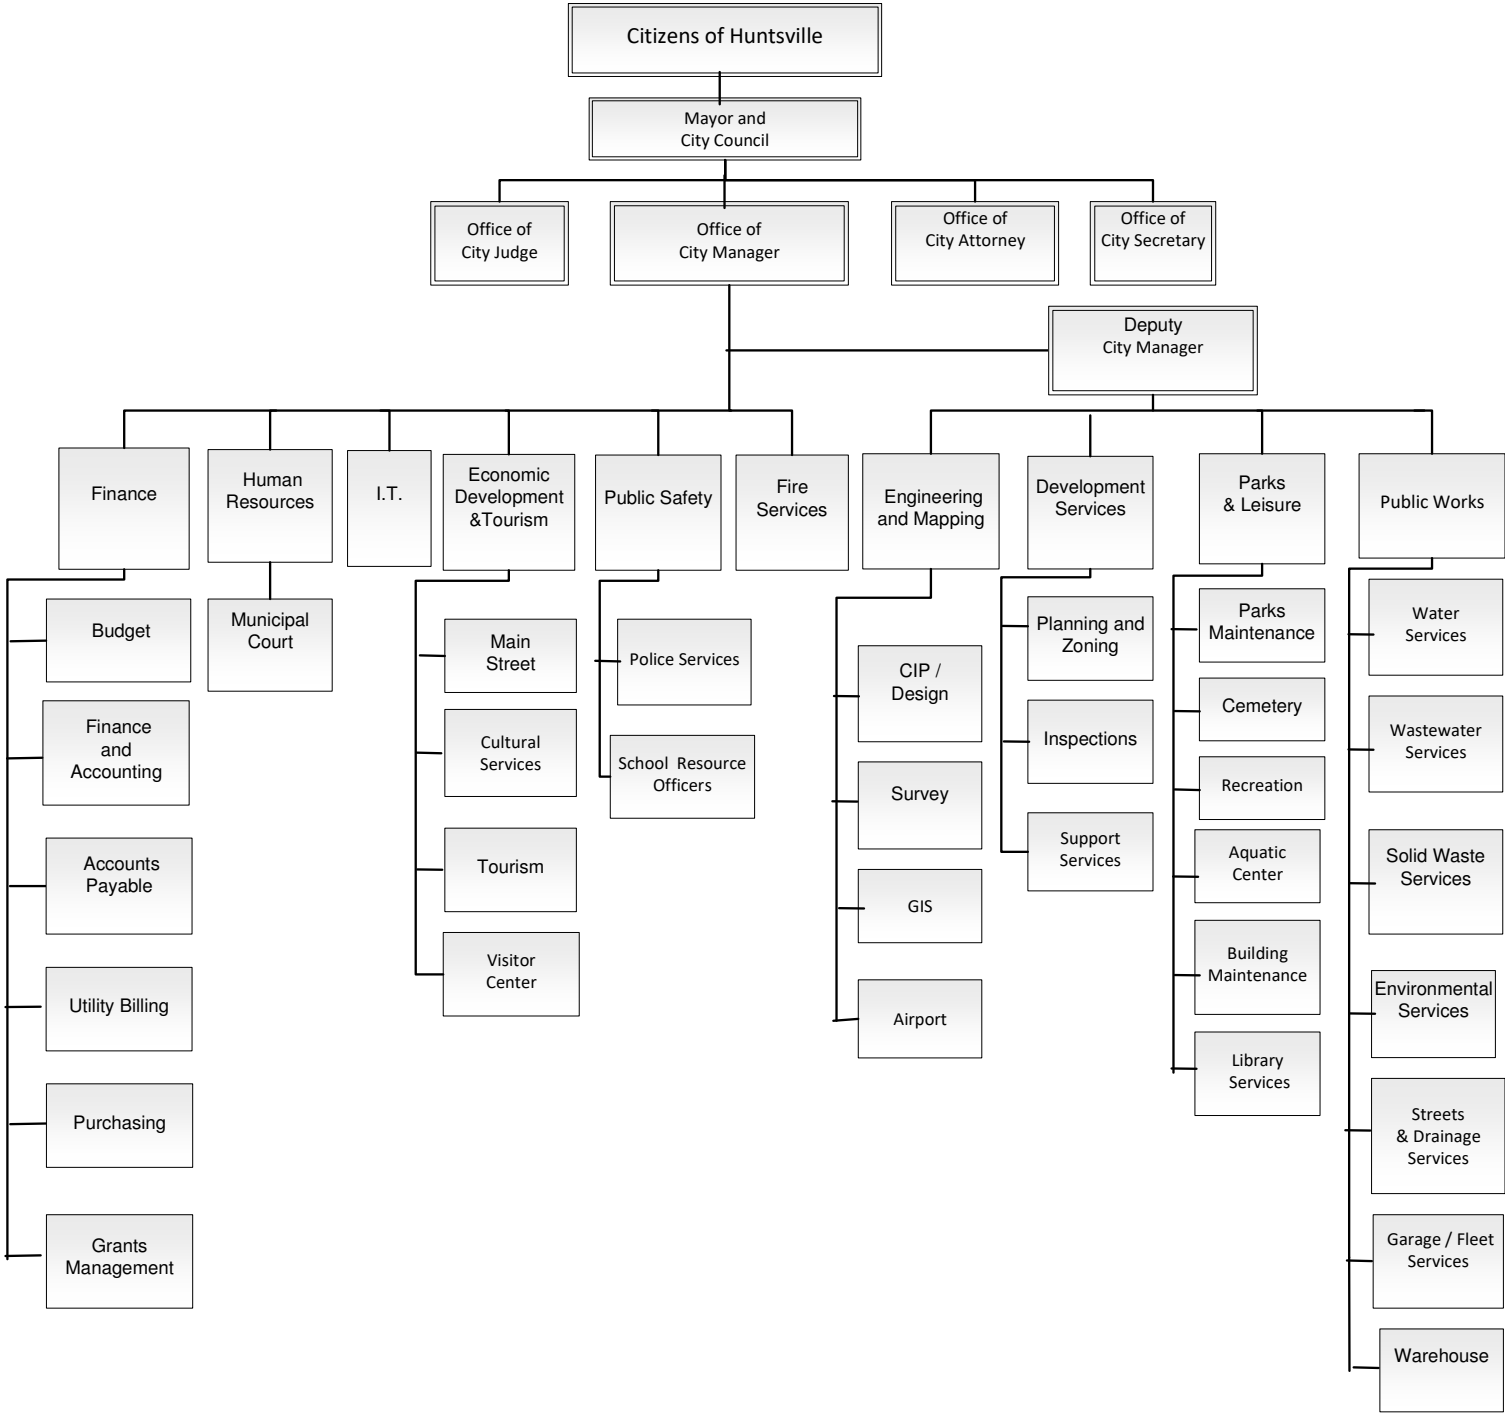 Citizens of Huntsville
Mayor and
City Council
Office of
City Judge
Office of
City Manager
Office of
City Attorney
Office of
City Secretary
Deputy
City Manager
Finance
Human
Resources
I.T.
Economic
Development
&Tourism
Public Safety
Fire
Services
Engineering
and Mapping
Development
Services
Parks
& Leisure
Public Works
Budget
Finance
and
Accounting
Accounts
Payable
Utility Billing
Purchasing
Grants
Management
Municipal
Court
Main
Street
Cultural
Services
Tourism
Visitor
Center
Police Services
School Resource
Officers
CIP /
Design
Survey
GIS
Airport
Planning and
Zoning
Inspections
Support
Services
Parks
Maintenance
Cemetery
Recreation
Aquatic
Center
Building
Maintenance
Library
Services
Water
Services
Wastewater
Services
Solid Waste
Services
Environmental
Services
Streets
& Drainage
Services
Garage / Fleet
Services
Warehouse